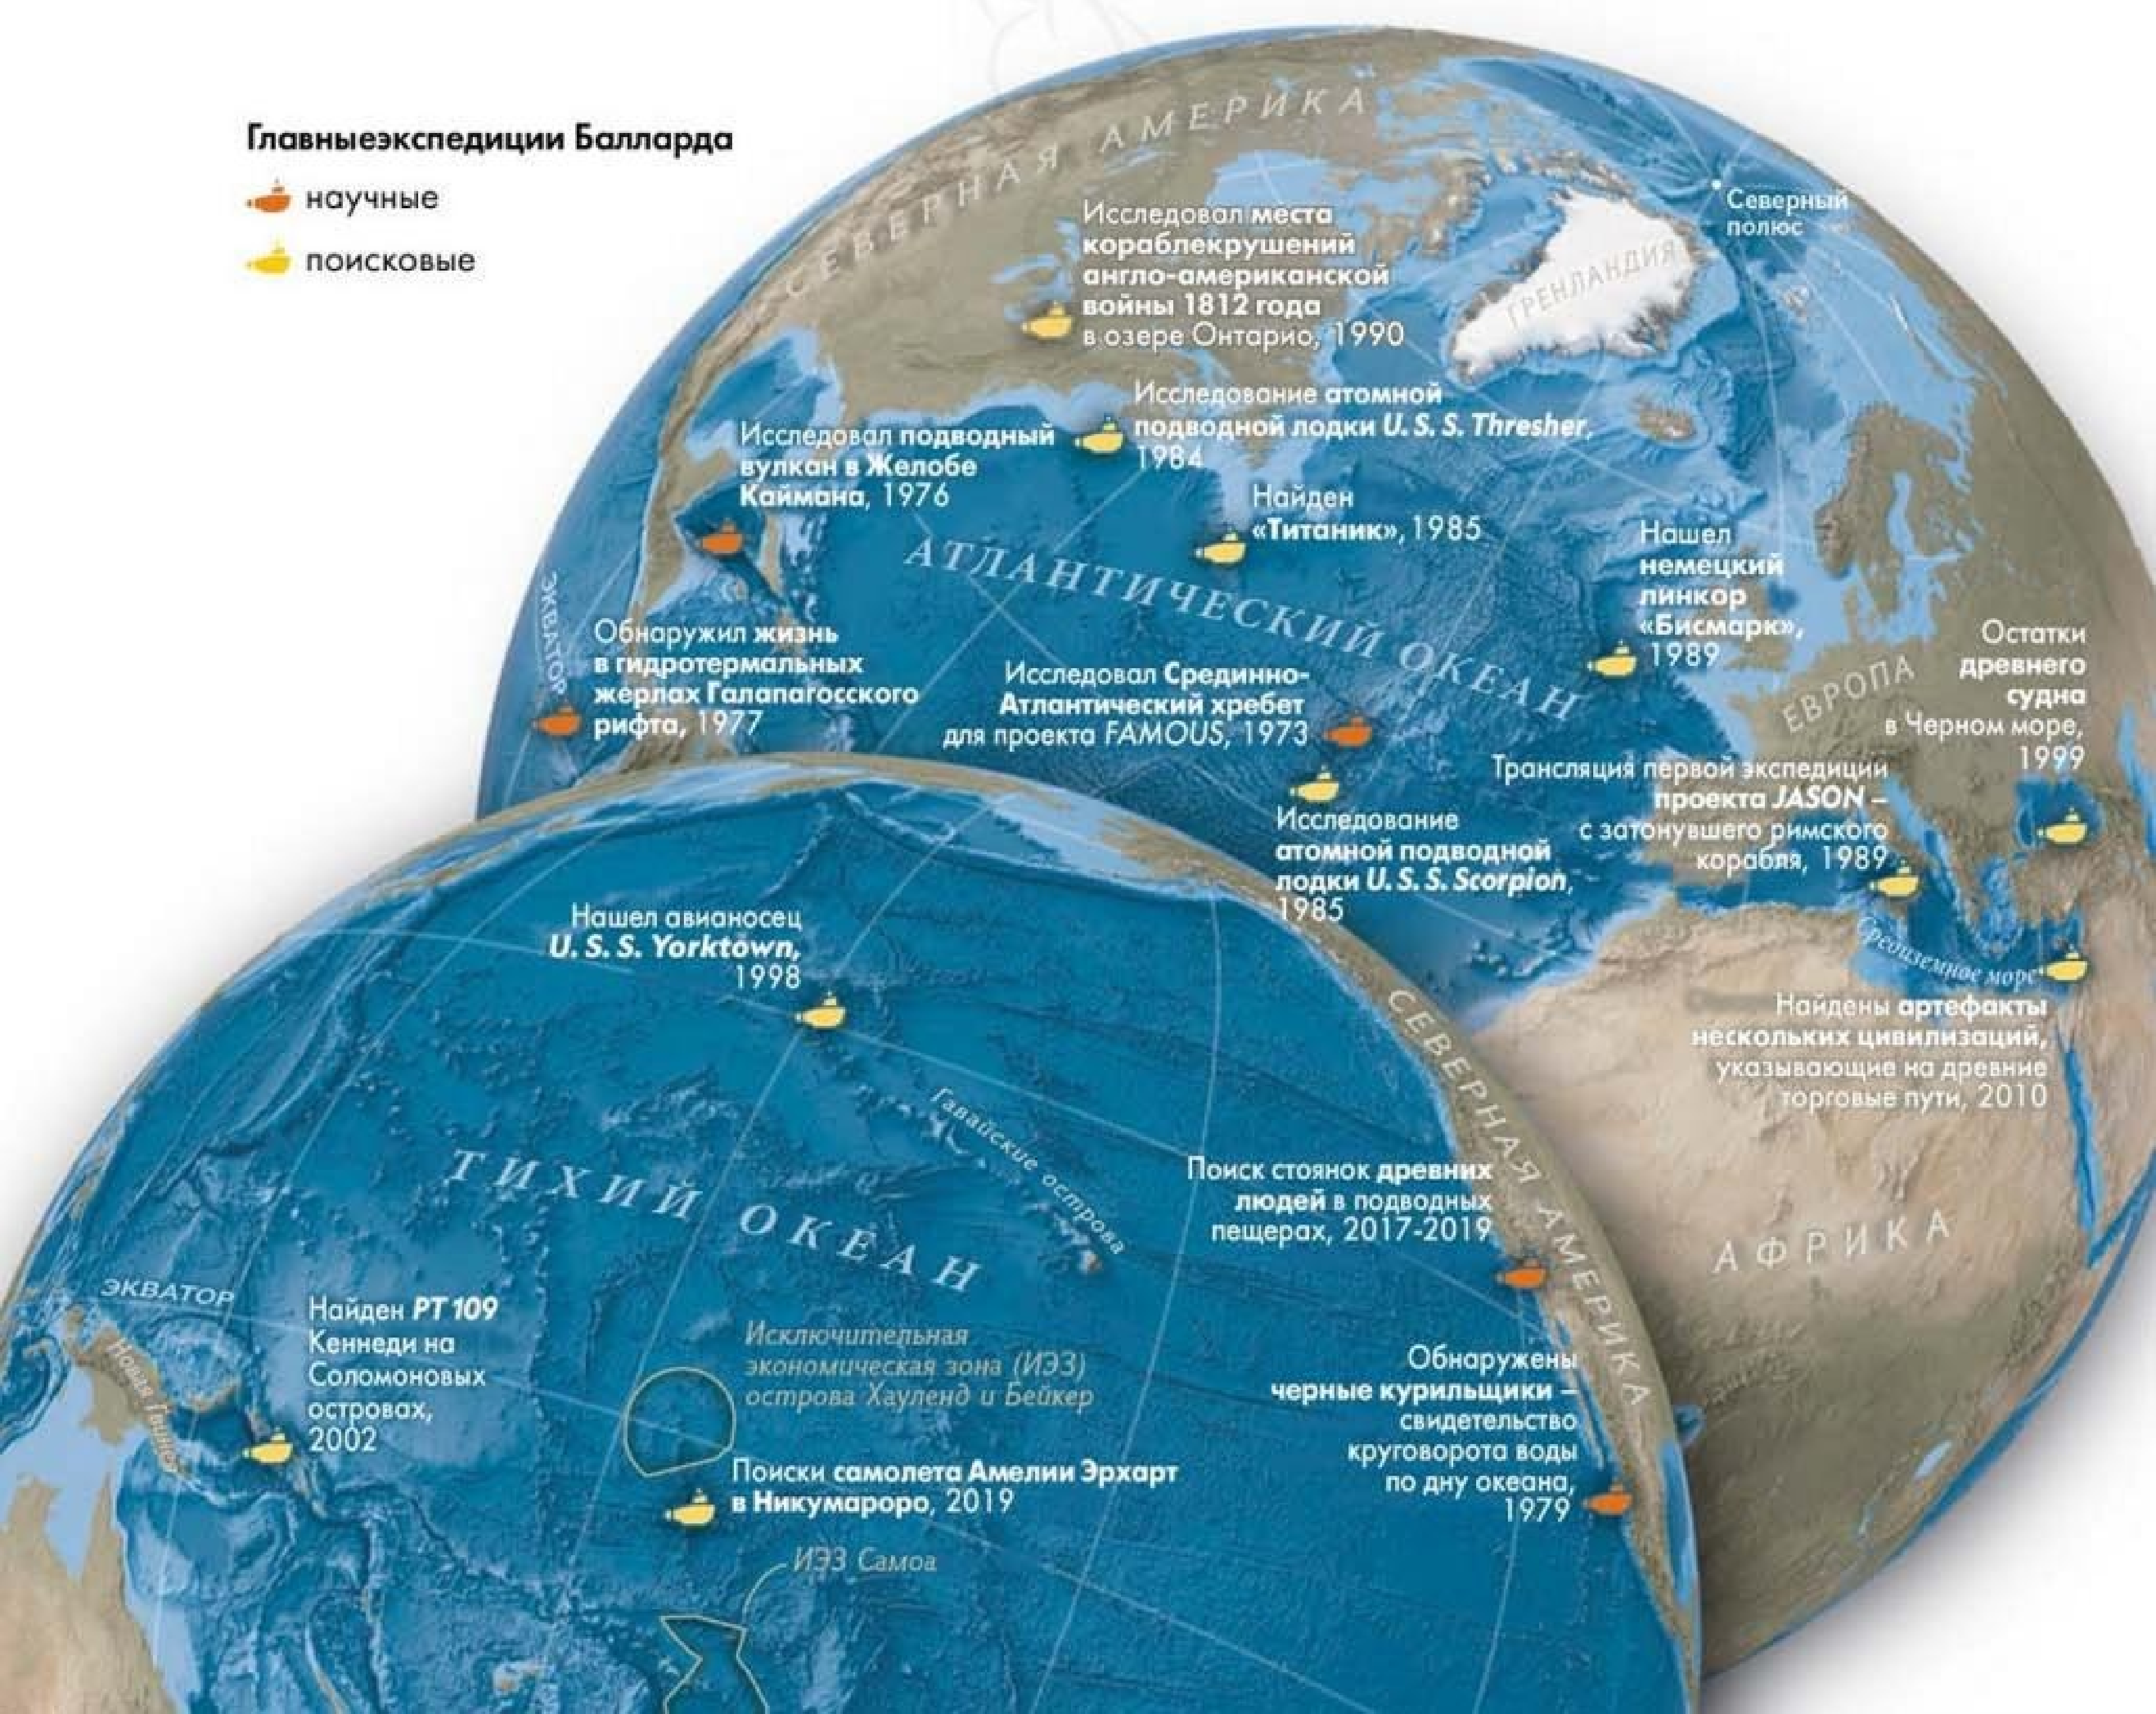 Главныеэкспедиции Балларда
научные
поисковые
СЕВЕРНАЯ АМЕРИКА
Северный
полюс
ГРЕНЛАНДИЯ
Исследовал места
кораблекрушений
англо-американской
войны 1812 года
в озере Онтарио, 1990
Исследование атомной
подводной лодки U. S. S. Thresher,
1984
Исследовал подводный
вулкан в Желобе
Каймана, 1976
Найден
«Титаник», 1985
АТЛАНТИЧЕСКИЙ ОКЕАН
Нашел
немецкий
линкор
«Бисмарк»,
1989
ЭКВАТОР
Обнаружил жизнь
в гидротермальных
жерлах Галапагосского
рифта, 1977
Исследовал Срединно-
Атлантический хребет
для проекта FAMOUS, 1973
ЕВРОПА
Остатки
древнего
судна
в Черном море,
1999
Трансляция первой экспедиции
проекта JASON –
с затонувшего римского
корабля, 1989
Исследование
атомной подводной
лодки U. S. S. Scorpion,
1985
Средиземное море
Найдены артефакты
нескольких цивилизаций,
указывающие на древние
торговые пути, 2010
АФРИКА
Нашел авианосец
U. S. S. Yorktown,
1998
Гавайские острова
ТИХИЙ ОКЕАН
СЕВЕРНАЯ АМЕРИКА
Поиск стоянок древних
людей в подводных
пещерах, 2017-2019
ЭКВАТОР
Новая Гвинея
Найден PT 109
Кеннеди на
Соломоновых
островах,
2002
Исключительная
экономическая зона (ИЭЗ)
острова Хауленд и Бейкер
Обнаружены
черные курильщики –
свидетельство
круговорота воды
по дну океана,
1979
Поиски самолета Амелии Эрхарт
в Никумароро, 2019
ИЭЗ Самоа